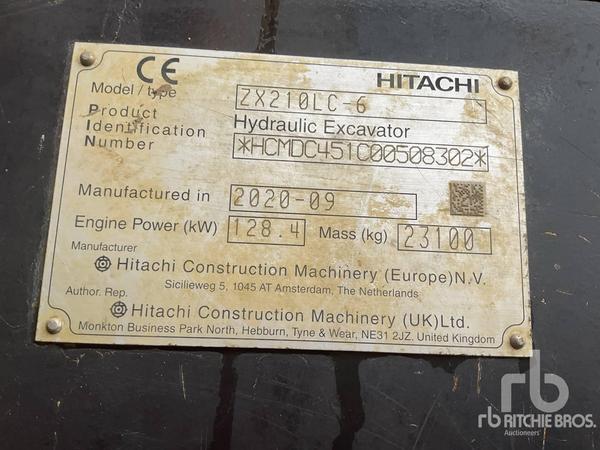 CE HITACHI
Model / type ZX210LC-6
Product
Identification Hydraulic Excavator
Number *HCMDC451C00508302*
Manufactured in 2020-09
Engine Power (kW) 128.4 Mass (kg) 23100
Manufacturer
Hitachi Construction Machinery (Europe)N.V.
Sicilieweg 5, 1045 AT Amsterdam, The Netherlands
Author. Rep.
Hitachi Construction Machinery (UK)Ltd.
Monkton Business Park North, Hebburn, Tyne & Wear, NE31 2JZ. United Kingdom
rb
rb RITCHIE BROS.
Auctioneers